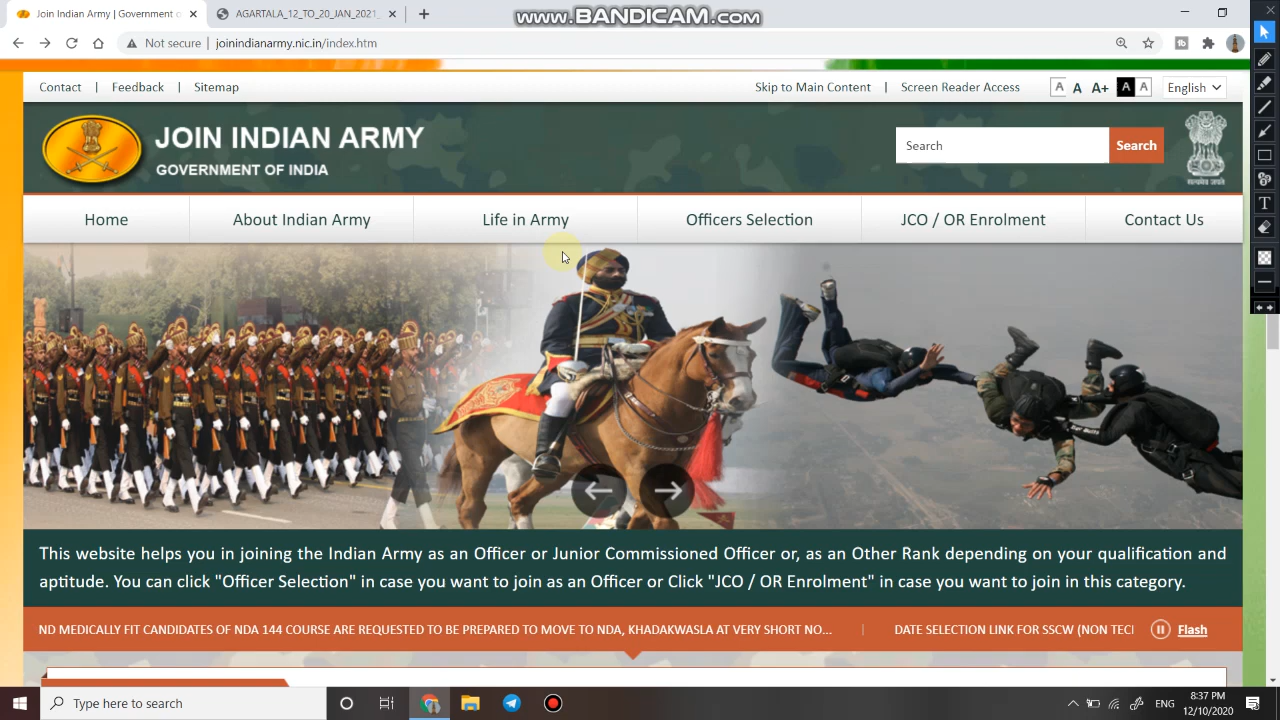 www.BANDICAM.com
Join Indian Army | Government o
AGARTALA_12_TO_20_JAN_2021_
Not secure | joinindianarmy.nic.in/index.htm
Contact | Feedback | Sitemap
Skip to Main Content | Screen Reader Access
A A A+ A A
English
JOIN INDIAN ARMY
GOVERNMENT OF INDIA
Search
Search
सत्यमेव जयते
Home
About Indian Army
Life in Army
Officers Selection
JCO / OR Enrolment
Contact Us
This website helps you in joining the Indian Army as an Officer or Junior Commissioned Officer or, as an Other Rank depending on your qualification and
aptitude. You can click "Officer Selection" in case you want to join as an Officer or Click "JCO / OR Enrolment" in case you want to join in this category.
ND MEDICALLY FIT CANDIDATES OF NDA 144 COURSE ARE REQUESTED TO BE PREPARED TO MOVE TO NDA, KHADAKWASLA AT VERY SHORT NO... | DATE SELECTION LINK FOR SSCW (NON TECI
Flash
Type here to search
ENG
8:37 PM
12/10/2020